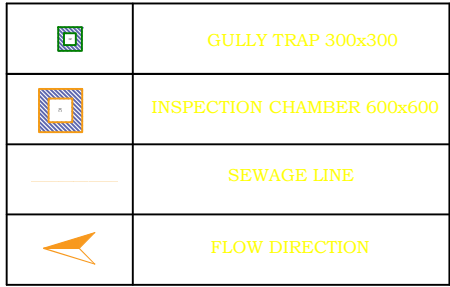 GULLY TRAP 300x300
INSPECTION CHAMBER 600x600
SEWAGE LINE
FLOW DIRECTION